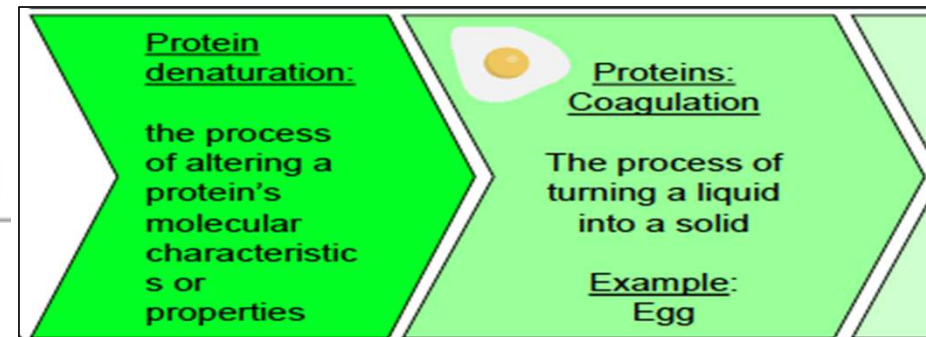 Protein
denaturation:
the process
of altering a
protein's
molecular
characteristic
s or
properties
Proteins:
Coagulation
The process of
turning a liquid
into a solid
Example:
Egg